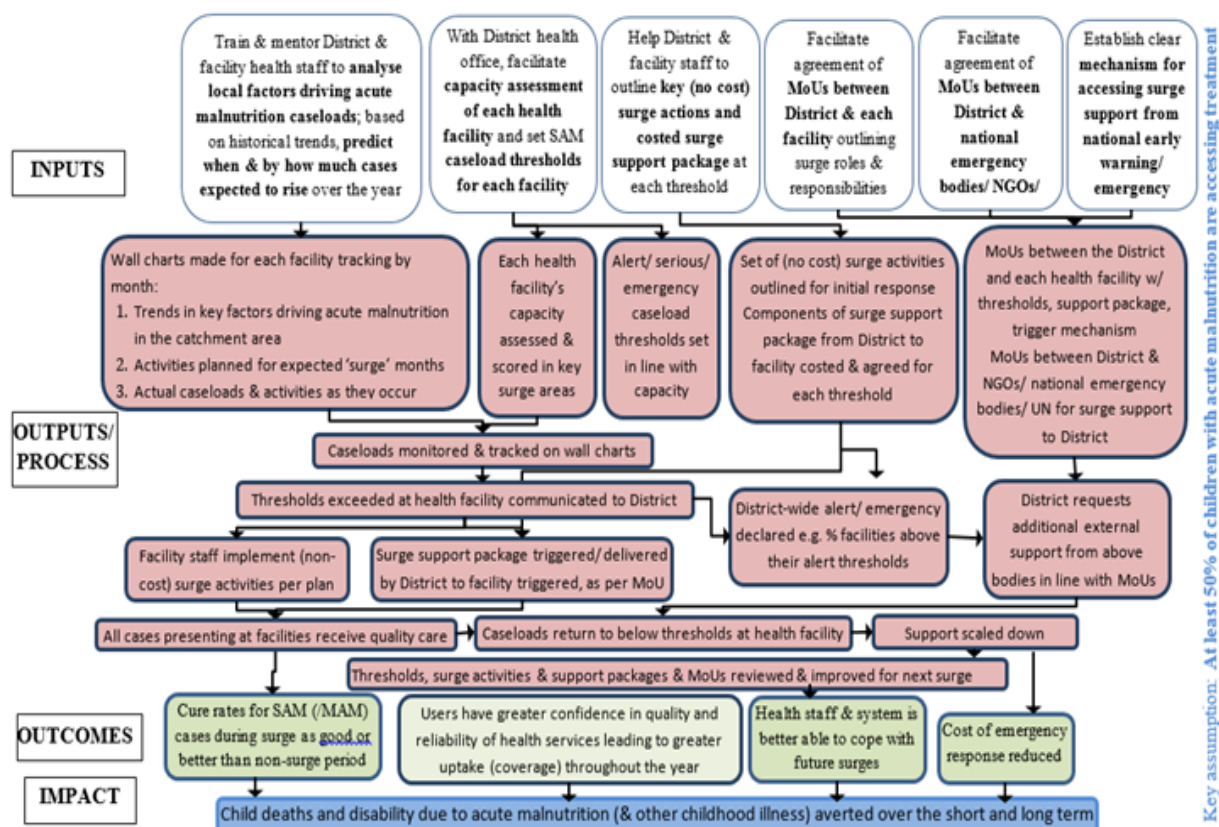 Train & mentor District &
facility health staff to analyse
local factors driving acute
malnutrition caseloads; based
on historical trends, predict
when & by how much cases
expected to rise over the year
With District health
office, facilitate
capacity assessment
of each health
facility and set SAM
caseload thresholds
for each facility
Help District &
facility staff to
outline key (no cost)
surge actions and
costed surge
support package at
each threshold
Facilitate
agreement of
MoUs between
District & each
facility outlining
surge roles &
responsibilities
Facilitate
agreement of
MoUs between
District &
national
emergency
bodies/ NGOs/
Establish clear
mechanism for
accessing surge
support from
national early
warning/
emergency
INPUTS
Wall charts made for each facility tracking by
month:
1. Trends in key factors driving acute malnutrition
in the catchment area
2. Activities planned for expected ‘surge’ months
3. Actual caseloads & activities as they occur
Each health
facility’s
capacity
assessed &
scored in key
surge areas
Alert/ serious/
emergency
caseload
thresholds set
in line with
capacity
Set of (no cost) surge activities
outlined for initial response
Components of surge support
package from District to
facility costed & agreed for
each threshold
MoUs between the District
and each health facility w/
thresholds, support package,
trigger mechanism
MoUs between District &
NGOs/ national emergency
bodies/ UN for surge support
to District
OUTPUTS/
PROCESS
Caseloads monitored & tracked on wall charts
Thresholds exceeded at health facility communicated to District
District-wide alert/ emergency
declared e.g. % facilities above
their alert thresholds
District requests
additional external
support from above
bodies in line with MoUs
Facility staff implement (non-
cost) surge activities per plan
Surge support package triggered/ delivered
by District to facility triggered, as per MoU
All cases presenting at facilities receive quality care
Caseloads return to below thresholds at health facility
Support scaled down
Thresholds, surge activities & support packages & MoUs reviewed & improved for next surge
OUTCOMES
Cure rates for SAM (/MAM)
cases during surge as good or
better than non-surge period
Users have greater confidence in quality and
reliability of health services leading to greater
uptake (coverage) throughout the year
Health staff & system is
better able to cope with
future surges
Cost of emergency
response reduced
IMPACT
Child deaths and disability due to acute malnutrition (& other childhood illness) averted over the short and long term
Key assumption: At least 50% of children with acute malnutrition are accessing treatment